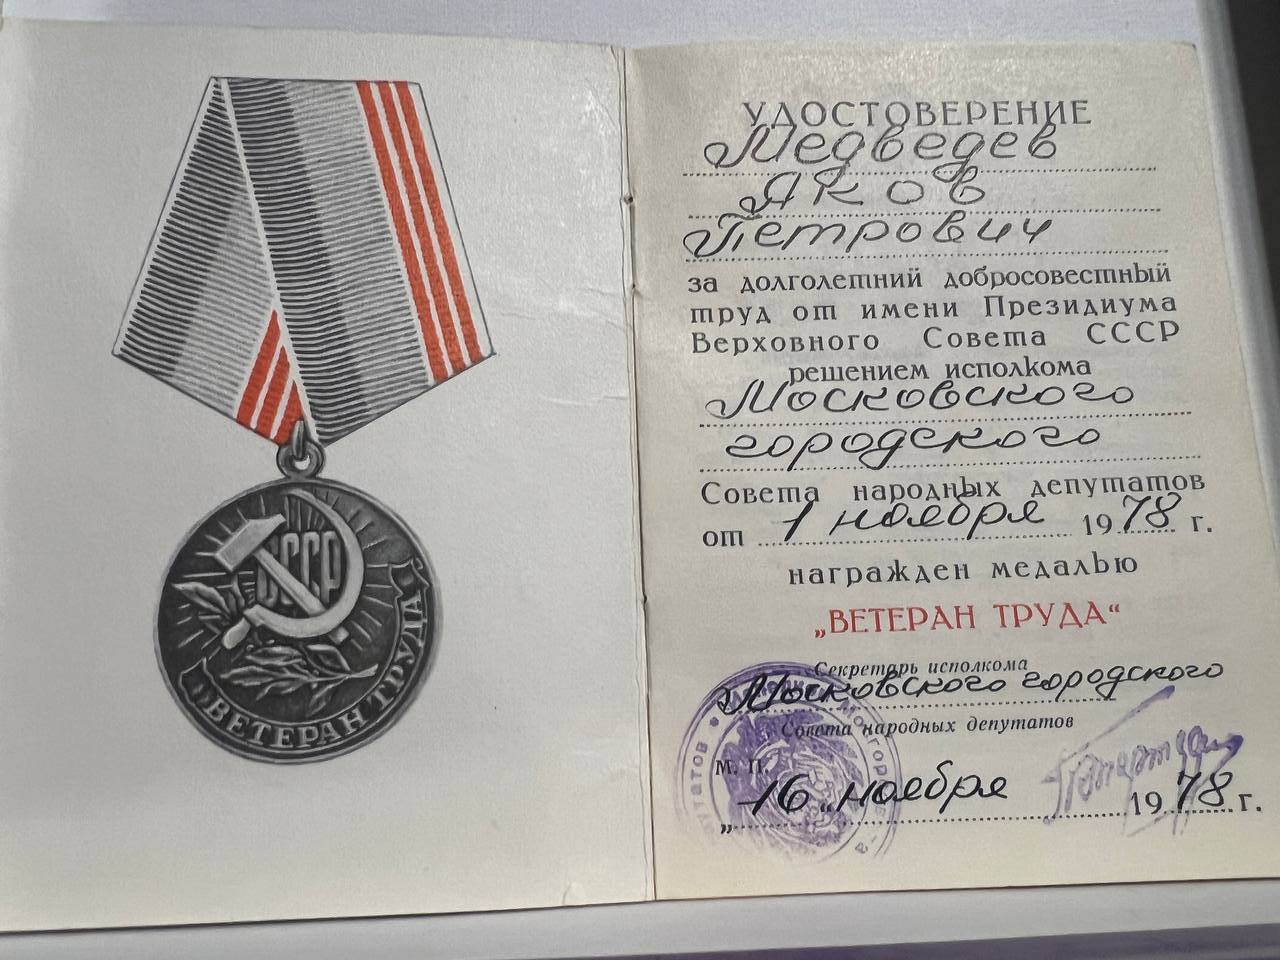 СССР
ВЕТЕРАН ТРУДА
УДОСТОВЕРЕНИЕ
Медведев
Яков
Петрович
за долголетний добросовестный
труд от имени Президиума
Верховного Совета СССР
решением исполкома
Московского
городского
Совета народных депутатов
от 1 ноября 1978 г.
награжден медалью
„ВЕТЕРАН ТРУДА“
Секретарь исполкома
Московского городского
Совета народных депутатов
М. П.
„16“ ноября 1978 г.